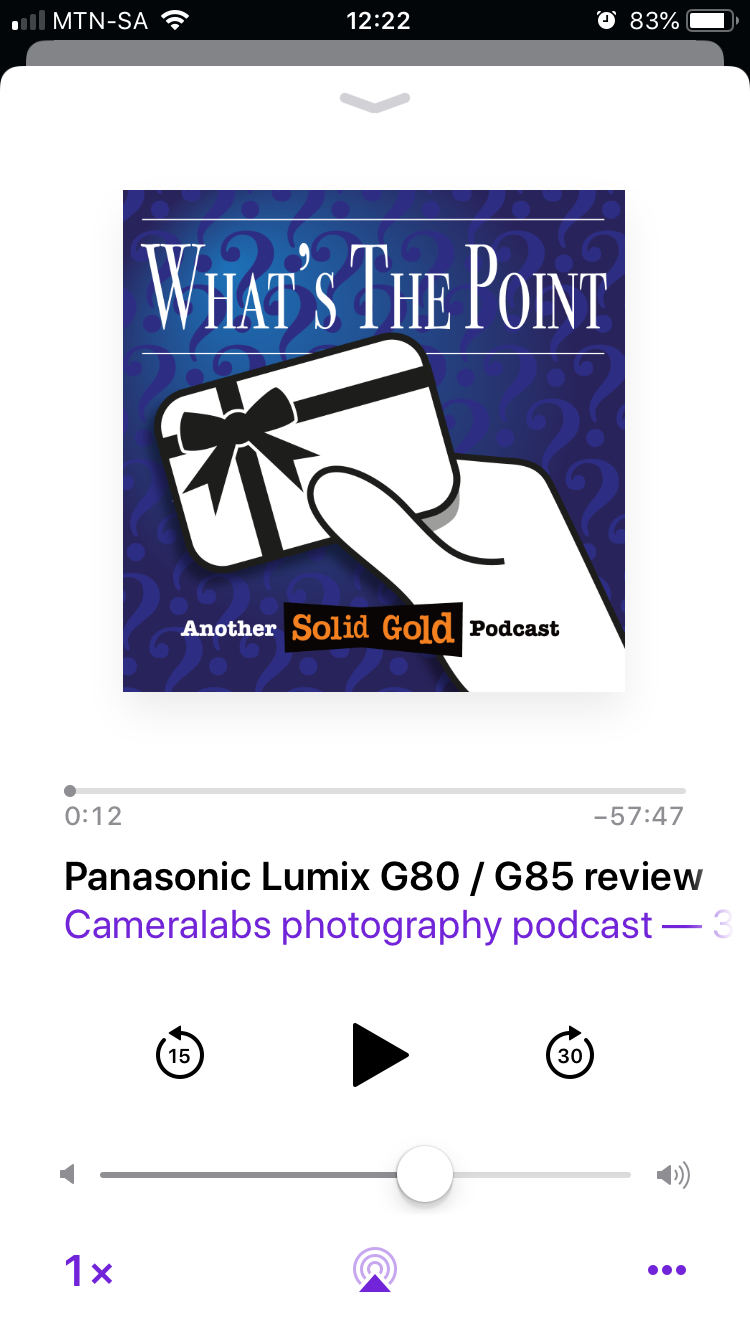 MTN-SA 12:22 83%
WHAT'S THE POINT
Another Solid Gold Podcast
0:12 −57:47
Panasonic Lumix G80 / G85 review
Cameralabs photography podcast — 3
15 30
1×